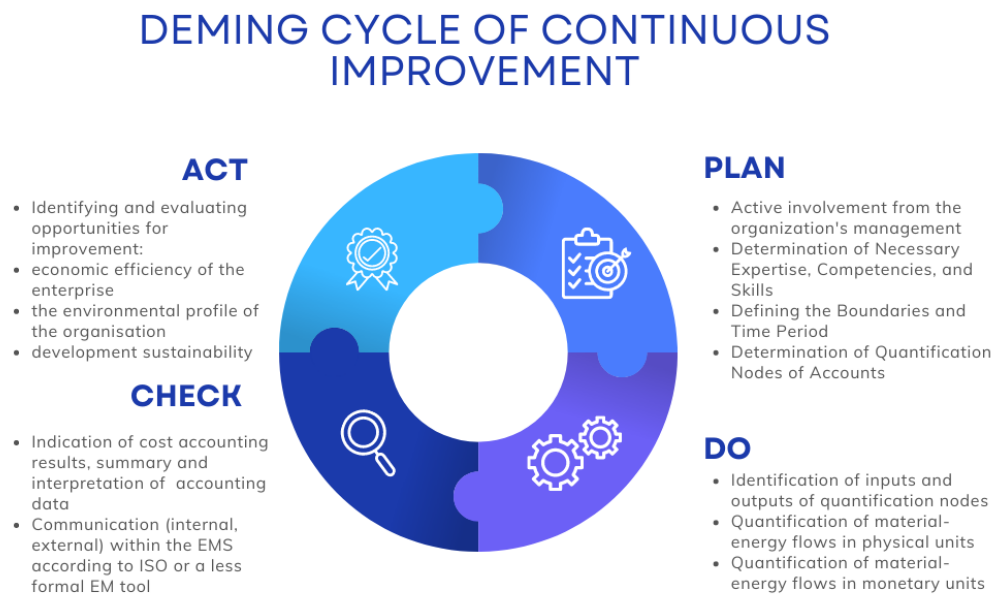 DEMING CYCLE OF CONTINUOUS
IMPROVEMENT
ACT
• Identifying and evaluating
opportunities for
improvement:
• economic efficiency of the
enterprise
• the environmental profile of
the organisation
• development sustainability
CHECK
• Indication of cost accounting
results, summary and
interpretation of accounting
data
• Communication (internal,
external) within the EMS
according to ISO or a less
formal EM tool
PLAN
• Active involvement from the
organization's management
• Determination of Necessary
Expertise, Competencies, and
Skills
• Defining the Boundaries and
Time Period
• Determination of Quantification
Nodes of Accounts
DO
• Identification of inputs and
outputs of quantification nodes
• Quantification of material-
energy flows in physical units
• Quantification of material-
energy flows in monetary units